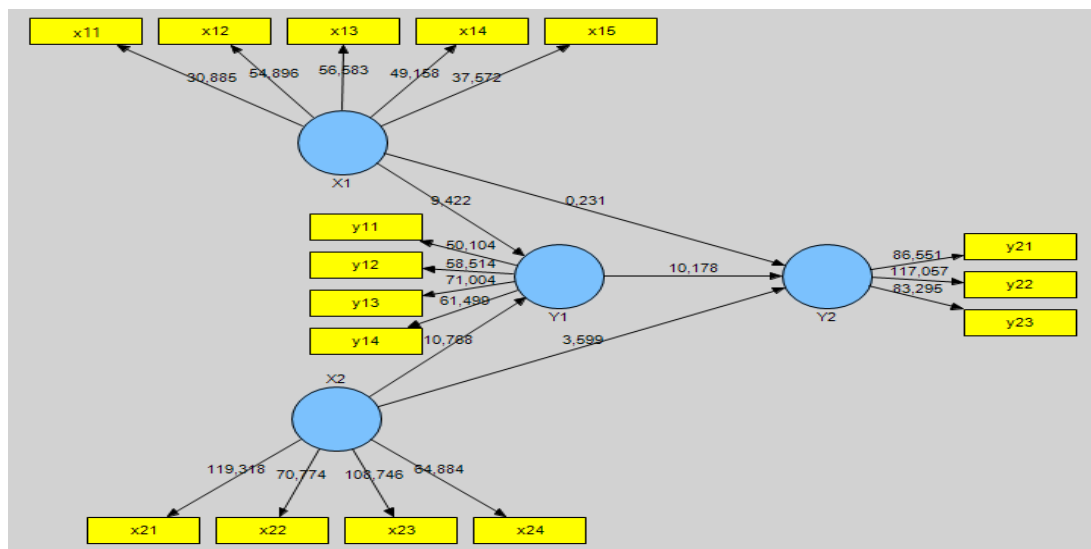 x11 x12 x13 x14 x15
30,885 54,896 56,583 49,158 37,572
X1
9,422 0,231
y11 50,104
y12 58,514
y13 71,004
y14 61,499
Y1
10,178
Y2
86,551 y21
117,057 y22
83,295 y23
10,788 3,599
X2
119,318 70,774 108,746 64,884
x21 x22 x23 x24